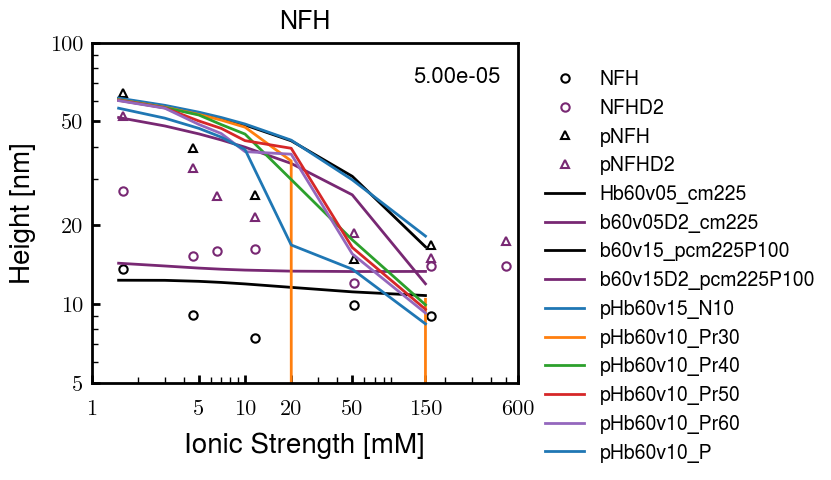 NFH
100
50
20
10
5
Height [nm]
5.00e-05
1
5
10
20
50
150
600
Ionic Strength [mM]
NFH
NFHD2
pNFH
pNFHD2
Hb60v05_cm225
b60v05D2_cm225
b60v15_pcm225P100
b60v15D2_pcm225P100
pHb60v15_N10
pHb60v10_Pr30
pHb60v10_Pr40
pHb60v10_Pr50
pHb60v10_Pr60
pHb60v10_P